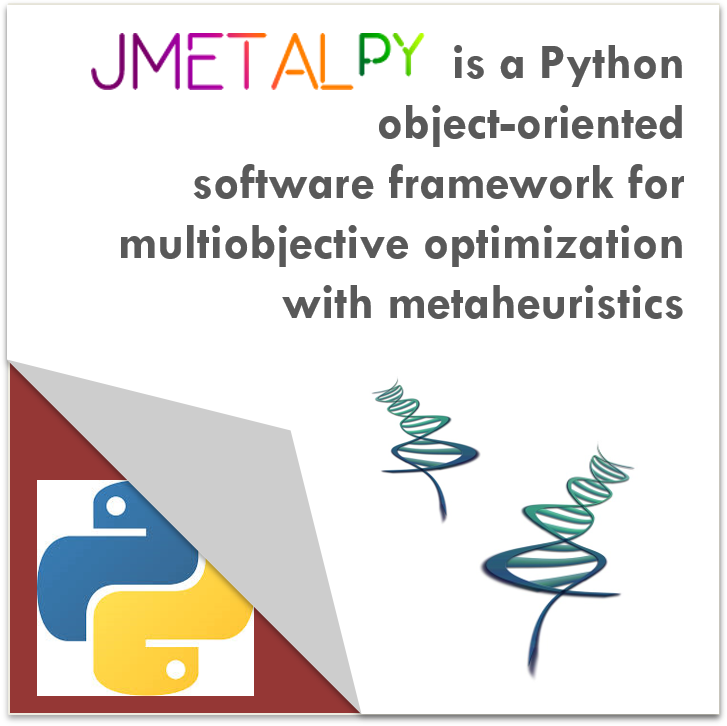 JMETALPY is a Python
object-oriented
software framework for
multiobjective optimization
with metaheuristics